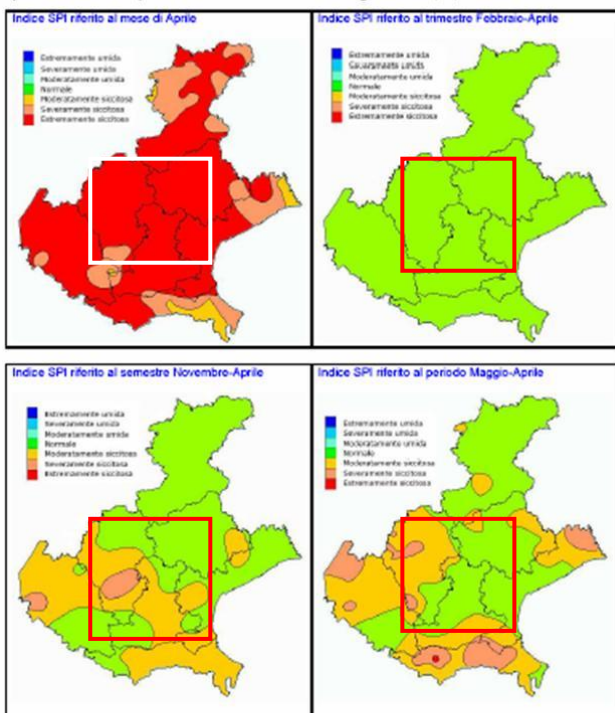 Indice SPI riferito al mese di Aprile
Estremamente umida
Severamente umida
Moderatamente umida
Normale
Moderatamente siccitosa
Severamente siccitosa
Estremamente siccitosa
Indice SPI riferito al trimestre Febbraio-Aprile
Estremamente umida
Severamente umida
Moderatamente umida
Normale
Moderatamente siccitosa
Severamente siccitosa
Estremamente siccitosa
Indice SPI riferito al semestre Novembre-Aprile
Estremamente umida
Severamente umida
Moderatamente umida
Normale
Moderatamente siccitosa
Severamente siccitosa
Estremamente siccitosa
Indice SPI riferito al periodo Maggio-Aprile
Estremamente umida
Severamente umida
Moderatamente umida
Normale
Moderatamente siccitosa
Severamente siccitosa
Estremamente siccitosa